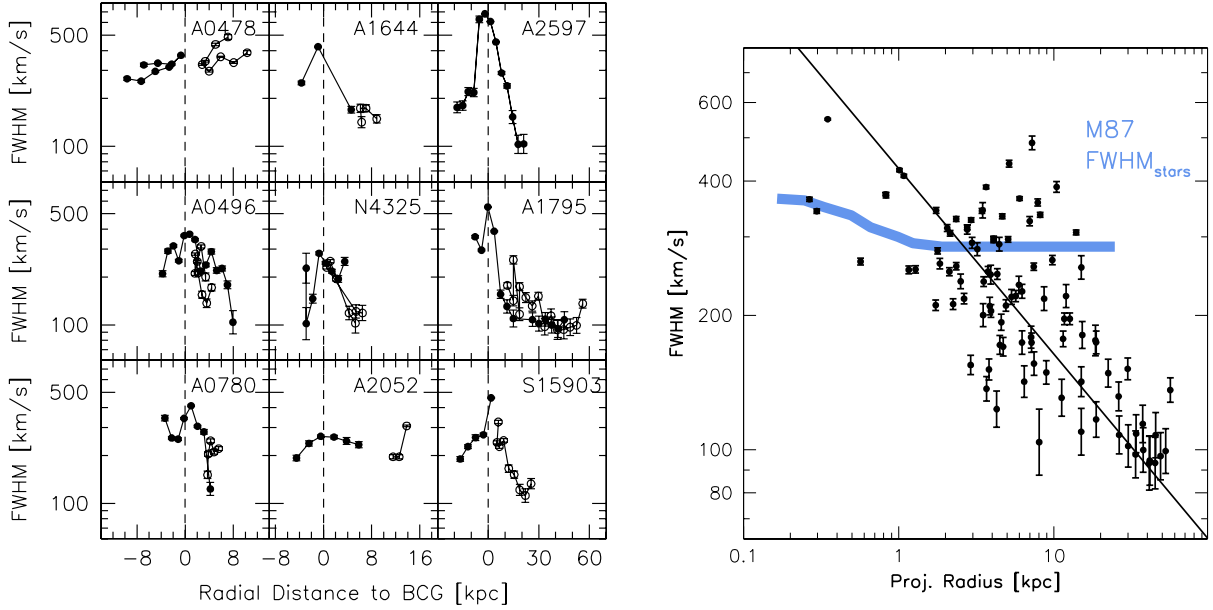 A0478
A1644
A2597
500
100
FWHM [km/s]
A0496
N4325
A1795
500
100
FWHM [km/s]
A0780
A2052
S15903
500
100
FWHM [km/s]
-8 0 8
-8 0 8 16
0 30 60
Radial Distance to BCG [kpc]
M87
FWHM stars
600
400
200
100
80
FWHM [km/s]
0.1 1 10
Proj. Radius [kpc]